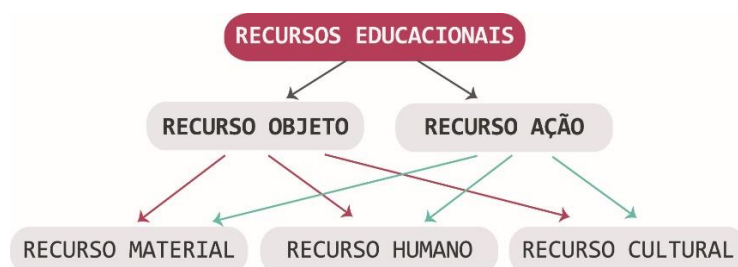 RECURSOS EDUCACIONAIS
RECURSO OBJETO
RECURSO AÇÃO
RECURSO MATERIAL
RECURSO HUMANO
RECURSO CULTURAL